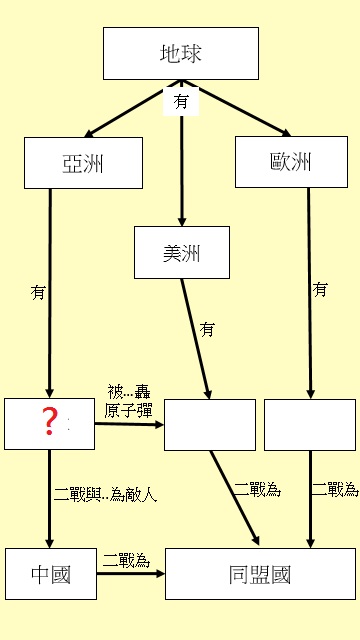 地球
有
亞洲
歐洲
美洲
有
有
有
被...轟
原子彈
?
二戰與..為敵人
二戰為
二戰為
二戰為
中國
同盟國